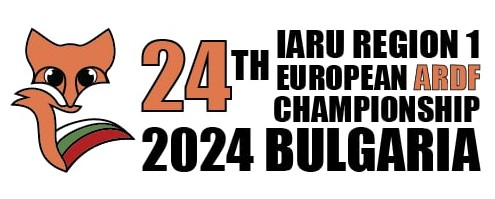 24TH
IARU REGION 1
EUROPEAN ARDF
CHAMPIONSHIP
2024 BULGARIA